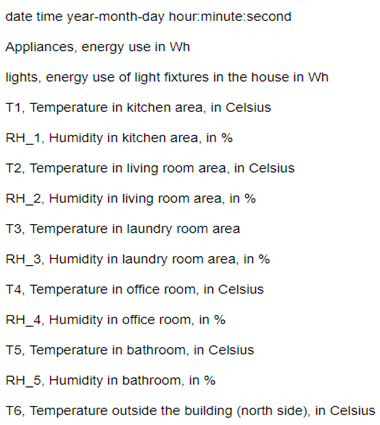 date time year-month-day hour:minute:second
Appliances, energy use in Wh
lights, energy use of light fixtures in the house in Wh
T1, Temperature in kitchen area, in Celsius
RH_1, Humidity in kitchen area, in %
T2, Temperature in living room area, in Celsius
RH_2, Humidity in living room area, in %
T3, Temperature in laundry room area
RH_3, Humidity in laundry room area, in %
T4, Temperature in office room, in Celsius
RH_4, Humidity in office room, in %
T5, Temperature in bathroom, in Celsius
RH_5, Humidity in bathroom, in %
T6, Temperature outside the building (north side), in Celsius